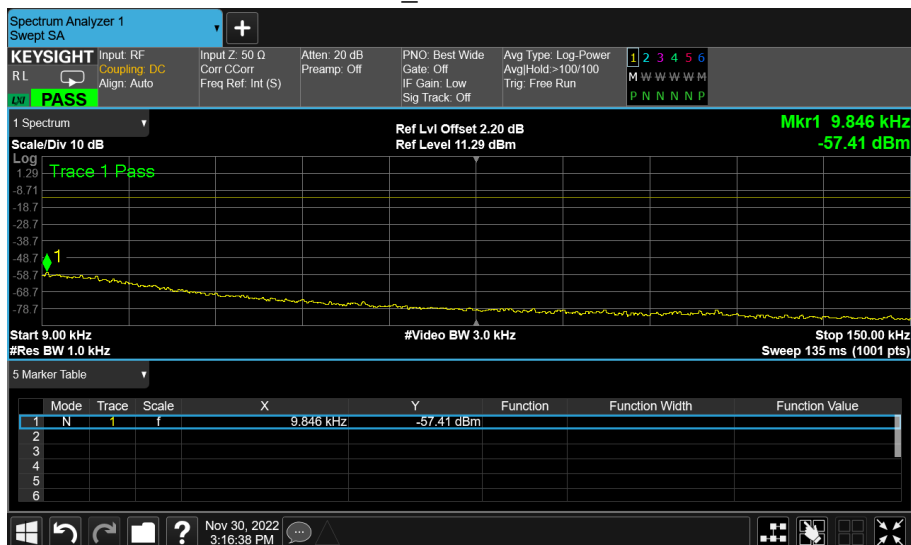 Spectrum Analyzer 1
Swept SA
+
KEYSIGHT
RL
LXI PASS
Input: RF
Coupling: DC
Align: Auto
Input Z: 50 Ω
Corr CCorr
Freq Ref: Int (S)
Atten: 20 dB
Preamp: Off
PNO: Best Wide
Gate: Off
IF Gain: Low
Sig Track: Off
Avg Type: Log-Power
Avg|Hold:>100/100
Trig: Free Run
1 2 3 4 5 6
M W W W W M
P N N N N P
1 Spectrum
Scale/Div 10 dB
Ref Lvl Offset 2.20 dB
Ref Level 11.29 dBm
Mkr1 9.846 kHz
-57.41 dBm
Log
Trace 1 Pass
1.29
-8.71
-18.7
-28.7
-38.7
-48.7
1
-58.7
-68.7
-78.7
Start 9.00 kHz
#Res BW 1.0 kHz
#Video BW 3.0 kHz
Stop 150.00 kHz
Sweep 135 ms (1001 pts)
5 Marker Table
Mode Trace Scale X Y Function Function Width Function Value
1 N 1 f 9.846 kHz -57.41 dBm
2
3
4
5
6
?
Nov 30, 2022
3:16:38 PM